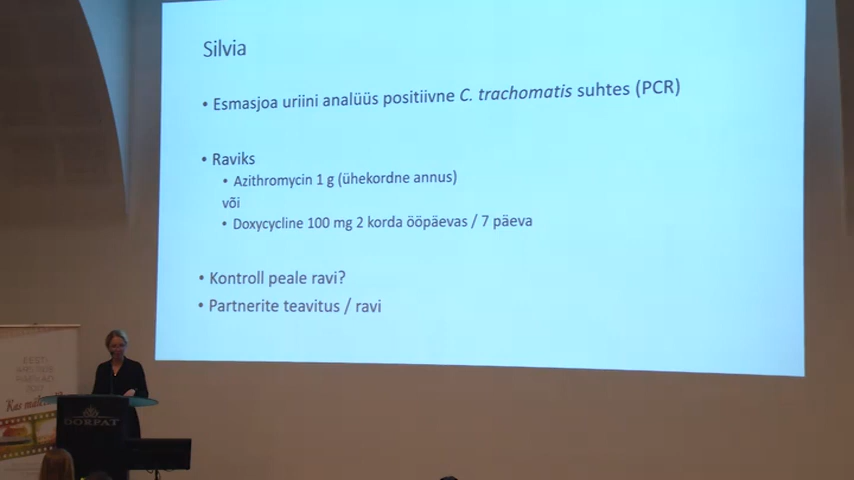 Silvia
• Esmasjoa uriini analüüs positiivne C. trachomatis suhtes (PCR)
• Raviks
• Azithromycin 1 g (ühekordne annus)
või
• Doxycycline 100 mg 2 korda ööpäevas / 7 päeva
• Kontroll peale ravi?
• Partnerite teavitus / ravi
DORPAT